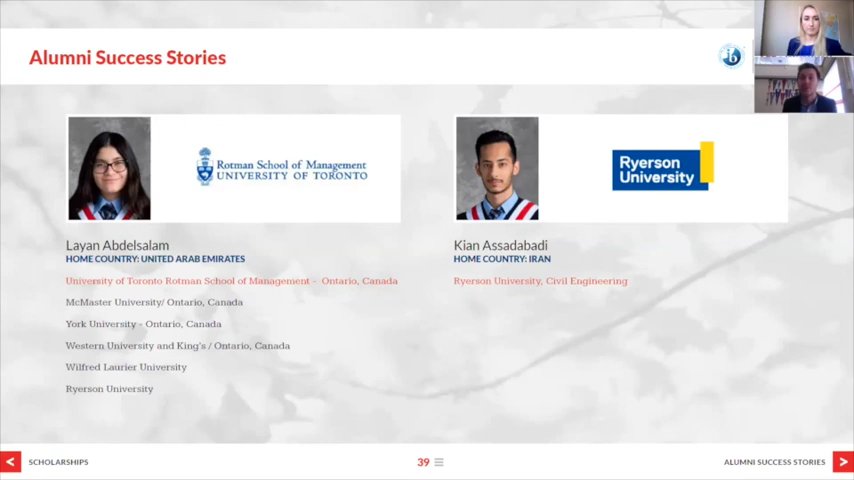 Alumni Success Stories
ib
Rotman School of Management
UNIVERSITY OF TORONTO
Ryerson
University
Layan Abdelsalam
HOME COUNTRY: UNITED ARAB EMIRATES
University of Toronto Rotman School of Management - Ontario, Canada
McMaster University/ Ontario, Canada
York University - Ontario, Canada
Western University and King's / Ontario, Canada
Wilfred Laurier University
Ryerson University
Kian Assadabadi
HOME COUNTRY: IRAN
Ryerson University, Civil Engineering
< SCHOLARSHIPS
39
ALUMNI SUCCESS STORIES >